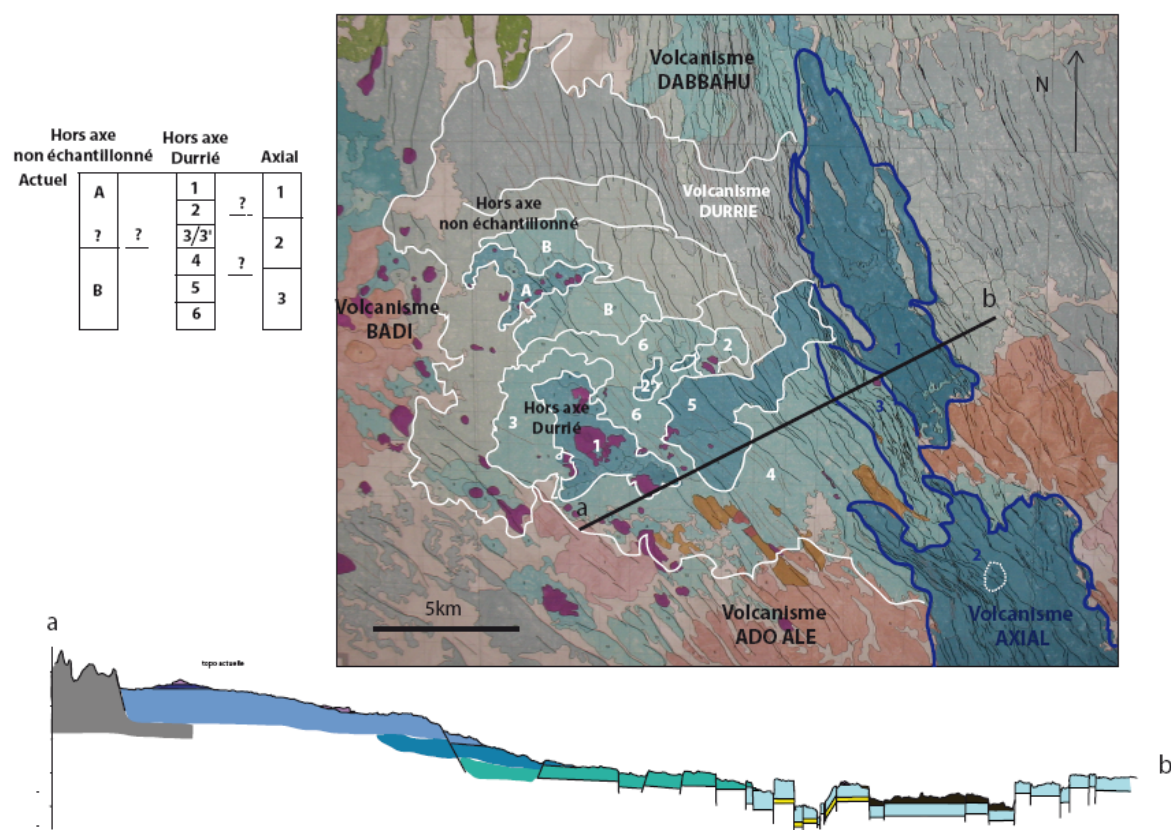 Hors axe
non échantillonné
Hors axe
Durrié
Axial
Actuel
A
?
B
?
1
2
3/3'
4
5
6
?
?
1
2
3
Volcanisme
DABBAHU
N
Volcanisme
DURRIE
Hors axe
non échantillonné
B
A
B
Volcanisme
BADI
6
2
2'
b
1
3
Hors axe
Durrié
3
1
6
5
4
a
2
5km
Volcanisme
ADO ALE
Volcanisme
AXIAL
a
topo actuelle
b